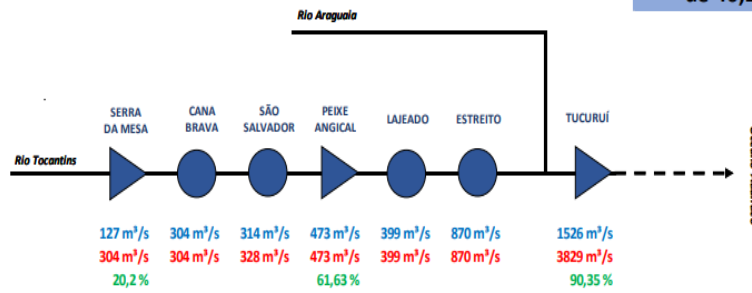 Rio Araguaia
SERRA DA MESA
CANA BRAVA
SÃO SALVADOR
PEIXE ANGICAL
LAJEADO
ESTREITO
TUCURUÍ
Rio Tocantins
127 m³/s 304 m³/s 314 m³/s 473 m³/s 399 m³/s 870 m³/s 1526 m³/s
304 m³/s 304 m³/s 328 m³/s 473 m³/s 399 m³/s 870 m³/s 3829 m³/s
20,2 % 61,63 % 90,35 %